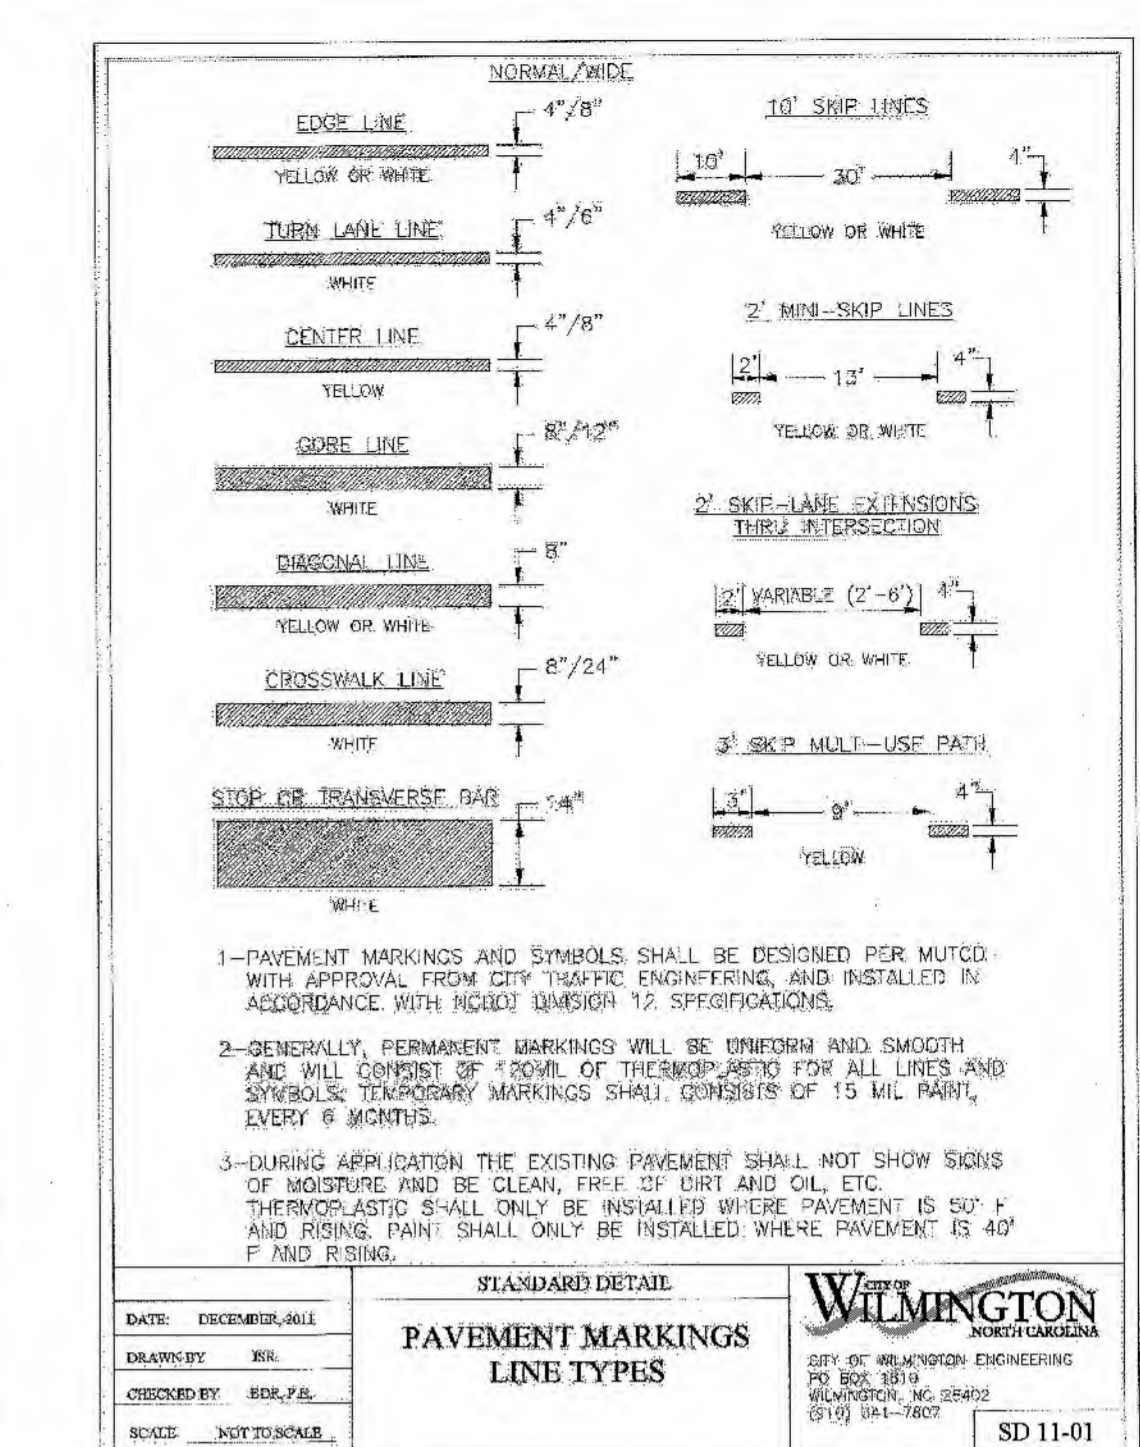 NORMAL/WIDE
EDGE LINE
4"/8"
YELLOW OR WHITE
TURN LANE LINE
4"/6"
WHITE
CENTER LINE
4"/8"
YELLOW
GORE LINE
8"/12"
WHITE
DIAGONAL LINE
8"
YELLOW OR WHITE
CROSSWALK LINE
8"/24"
WHITE
STOP OR TRANSVERSE BAR
24"
WHITE
10' SKIP LINES
10'
30'
4"
YELLOW OR WHITE
2' MINI-SKIP LINES
2'
13'
4"
YELLOW OR WHITE
2' SKIP-LANE EXTENSIONS
THRU INTERSECTION
2'
VARIABLE (2'-6')
4"
YELLOW OR WHITE
3' SKIP MULTI-USE PATH
3'
9'
4"
YELLOW
1-PAVEMENT MARKINGS AND SYMBOLS SHALL BE DESIGNED PER MUTCD
WITH APPROVAL FROM CITY TRAFFIC ENGINEERING, AND INSTALLED IN
ACCORDANCE WITH NCDOT DIVISION 12 SPECIFICATIONS.
2-GENERALLY, PERMANENT MARKINGS WILL BE UNIFORM AND SMOOTH
AND WILL CONSIST OF 120MIL OF THERMOPLASTIC FOR ALL LINES AND
SYMBOLS; TEMPORARY MARKINGS SHALL CONSISTS OF 15 MIL PAINT,
EVERY 6 MONTHS.
3-DURING APPLICATION THE EXISTING PAVEMENT SHALL NOT SHOW SIGNS
OF MOISTURE AND BE CLEAN, FREE OF DIRT AND OIL, ETC.
THERMOPLASTIC SHALL ONLY BE INSTALLED WHERE PAVEMENT IS 50° F
AND RISING. PAINT SHALL ONLY BE INSTALLED WHERE PAVEMENT IS 40°
F AND RISING.
DATE: DECEMBER, 2011
DRAWN BY JSR
CHECKED BY BDR, P.E.
SCALE NOT TO SCALE
STANDARD DETAIL
PAVEMENT MARKINGS
LINE TYPES
CITY OF
WILMINGTON
NORTH CAROLINA
CITY OF WILMINGTON ENGINEERING
PO BOX 1810
WILMINGTON, NC 28402
(910) 341-7807
SD 11-01